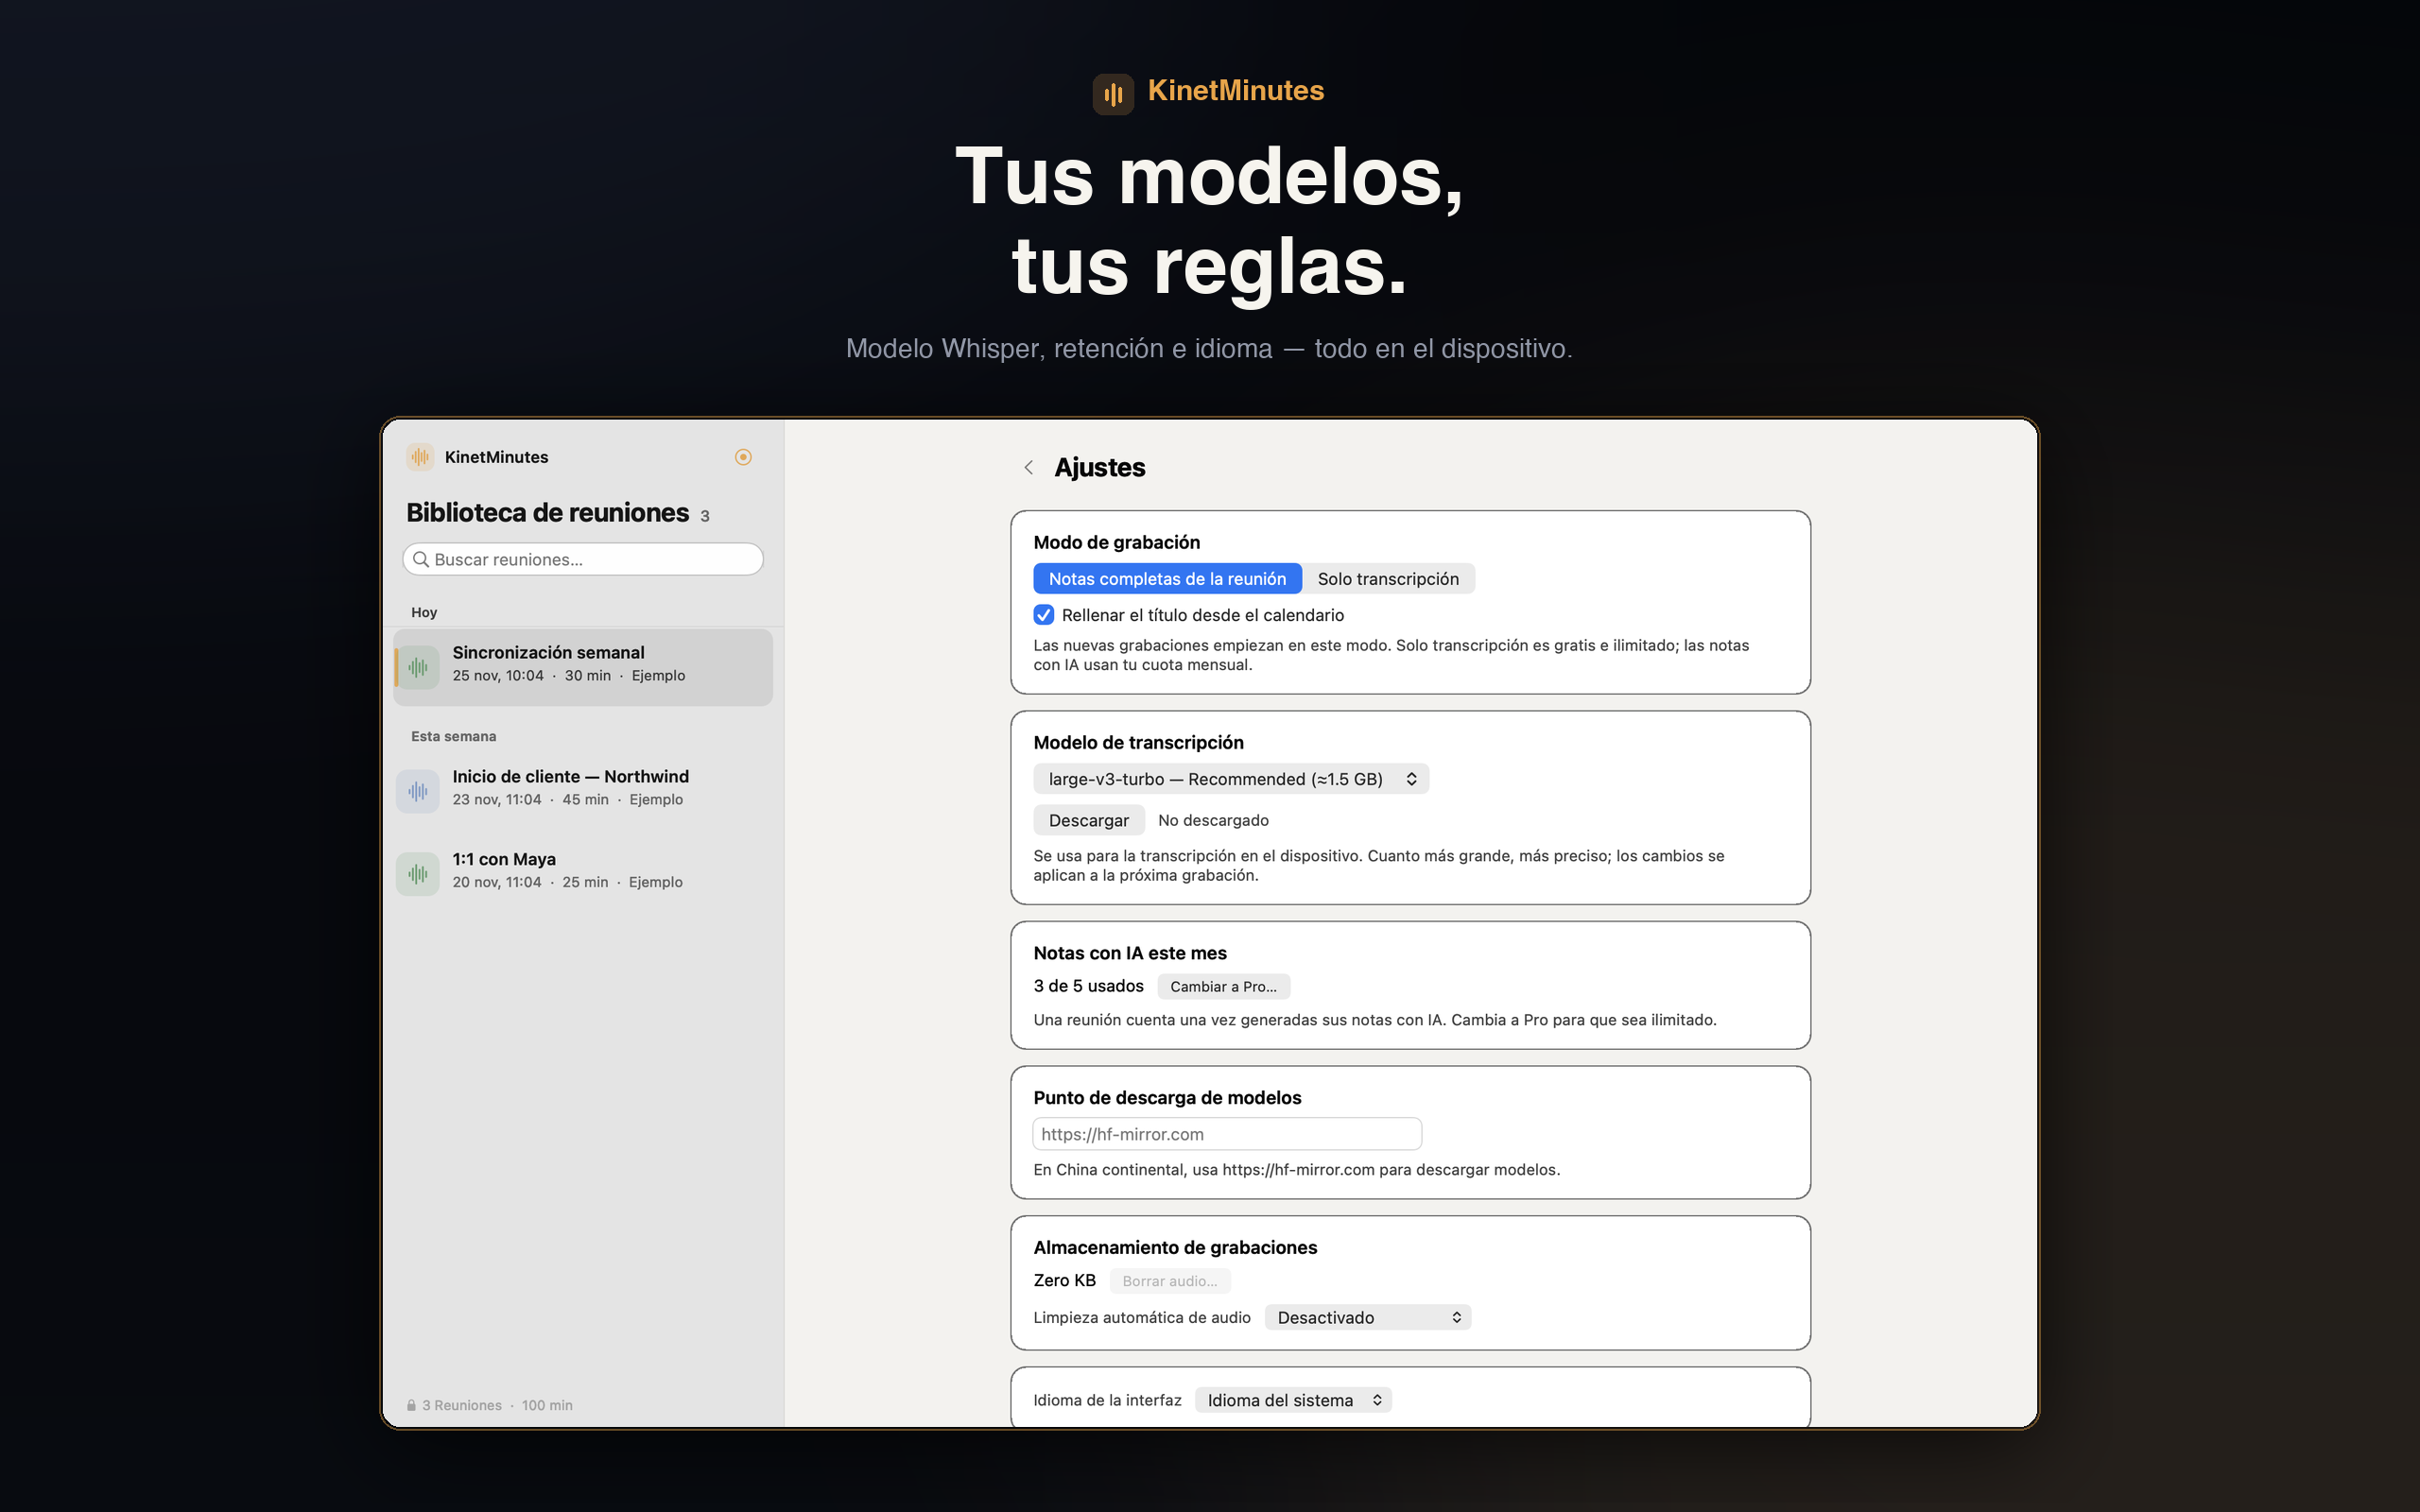 KinetMinutes
Tus modelos,
tus reglas.
Modelo Whisper, retención e idioma — todo en el dispositivo.
KinetMinutes
Biblioteca de reuniones 3
Buscar reuniones...
Hoy
Sincronización semanal
25 nov, 10:04 · 30 min · Ejemplo
Esta semana
Inicio de cliente — Northwind
23 nov, 11:04 · 45 min · Ejemplo
1:1 con Maya
20 nov, 11:04 · 25 min · Ejemplo
3 Reuniones · 100 min
Ajustes
Modo de grabación
Notas completas de la reunión Solo transcripción
Rellenar el título desde el calendario
Las nuevas grabaciones empiezan en este modo. Solo transcripción es gratis e ilimitado; las notas
con IA usan tu cuota mensual.
Modelo de transcripción
large-v3-turbo — Recommended (≈1.5 GB)
Descargar No descargado
Se usa para la transcripción en el dispositivo. Cuanto más grande, más preciso; los cambios se
aplican a la próxima grabación.
Notas con IA este mes
3 de 5 usados Cambiar a Pro...
Una reunión cuenta una vez generadas sus notas con IA. Cambia a Pro para que sea ilimitado.
Punto de descarga de modelos
https://hf-mirror.com
En China continental, usa https://hf-mirror.com para descargar modelos.
Almacenamiento de grabaciones
Zero KB Borrar audio...
Limpieza automática de audio Desactivado
Idioma de la interfaz Idioma del sistema